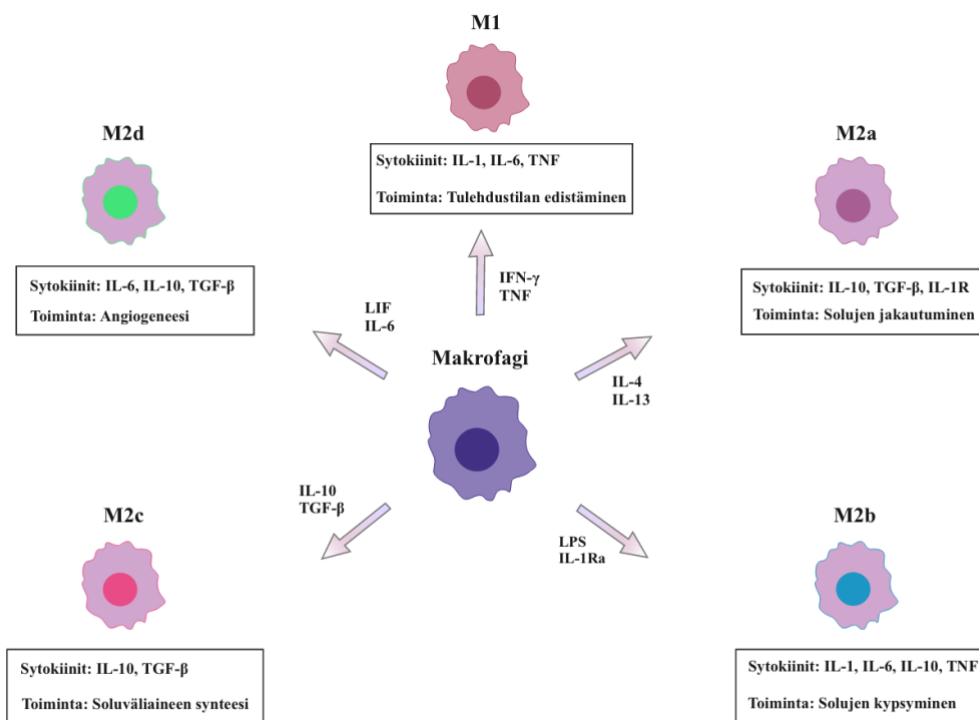 M1
Sytokiinit: IL-1, IL-6, TNF
Toiminta: Tulehdustilan edistäminen
M2d
Sytokiinit: IL-6, IL-10, TGF-β
Toiminta: Angiogeneesi
M2a
Sytokiinit: IL-10, TGF-β, IL-1R
Toiminta: Solujen jakautuminen
IFN-γ
TNF
LIF
IL-6
Makrofagi
IL-4
IL-13
IL-10
TGF-β
LPS
IL-1Ra
M2c
Sytokiinit: IL-10, TGF-β
Toiminta: Soluväliaineen synteesi
M2b
Sytokiinit: IL-1, IL-6, IL-10, TNF
Toiminta: Solujen kypsyminen